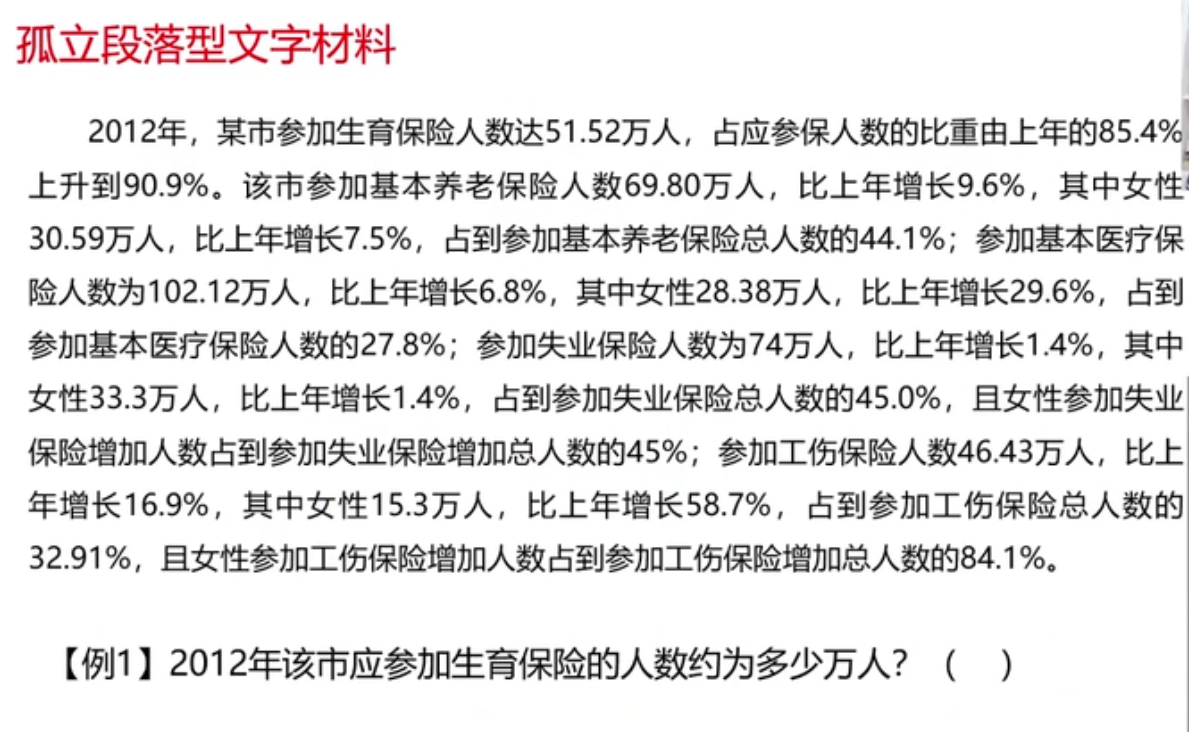 孤立段落型文字材料
2012年，某市参加生育保险人数达51.52万人，占应参保人数的比重由上年的85.4%
上升到90.9%。该市参加基本养老保险人数69.80万人，比上年增长9.6%，其中女性
30.59万人，比上年增长7.5%，占到参加基本养老保险总人数的44.1%；参加基本医疗保
险人数为102.12万人，比上年增长6.8%，其中女性28.38万人，比上年增长29.6%，占到
参加基本医疗保险人数的27.8%；参加失业保险人数为74万人，比上年增长1.4%，其中
女性33.3万人，比上年增长1.4%，占到参加失业保险总人数的45.0%，且女性参加失业
保险增加人数占到参加失业保险增加总人数的45%；参加工伤保险人数46.43万人，比上
年增长16.9%，其中女性15.3万人，比上年增长58.7%，占到参加工伤保险总人数的
32.91%，且女性参加工伤保险增加人数占到参加工伤保险增加总人数的84.1%。
【例1】2012年该市应参加生育保险的人数约为多少万人？（ ）